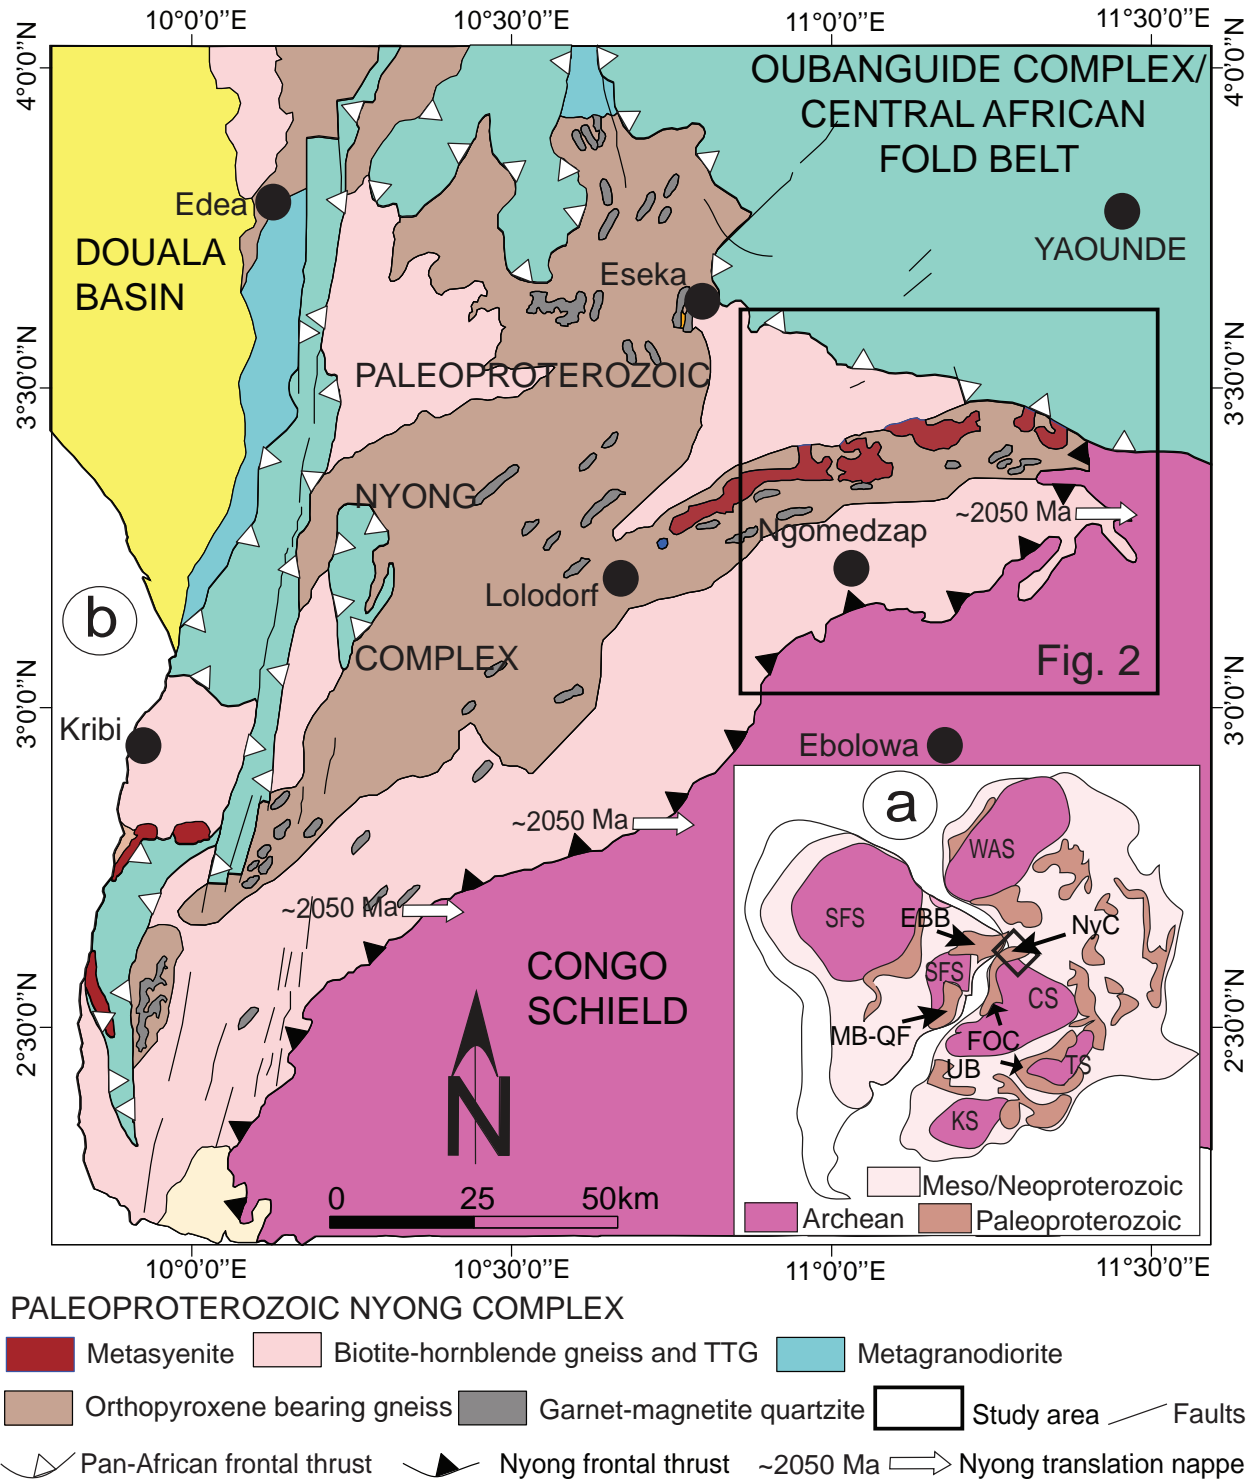 10°0'0"E 10°30'0"E 11°0'0"E 11°30'0"E
4°0'0"N
4°0'0"N
OUBANGUIDE COMPLEX/
CENTRAL AFRICAN
FOLD BELT
Edea
YAOUNDE
DOUALA
BASIN
Eseka
PALEOPROTEROZOIC
3°30'0"N
3°30'0"N
NYONG
~2050 Ma
Ngomedzap
Lolodorf
b
COMPLEX
Fig. 2
3°0'0"N
3°0'0"N
Kribi
Ebolowa
~2050 Ma
a
WAS
~2050 Ma
SFS
EBB
NyC
CONGO
SCHIELD
SFS
CS
2°30'0"N
2°30'0"N
MB-QF
FOC
UB
TS
KS
N
Meso/Neoproterozoic
0 25 50km
Archean
Paleoproterozoic
10°0'0"E 10°30'0"E 11°0'0"E 11°30'0"E
PALEOPROTEROZOIC NYONG COMPLEX
Metasyenite Biotite-hornblende gneiss and TTG Metagranodiorite
Orthopyroxene bearing gneiss Garnet-magnetite quartzite Study area Faults
Pan-African frontal thrust Nyong frontal thrust ~2050 Ma Nyong translation nappe